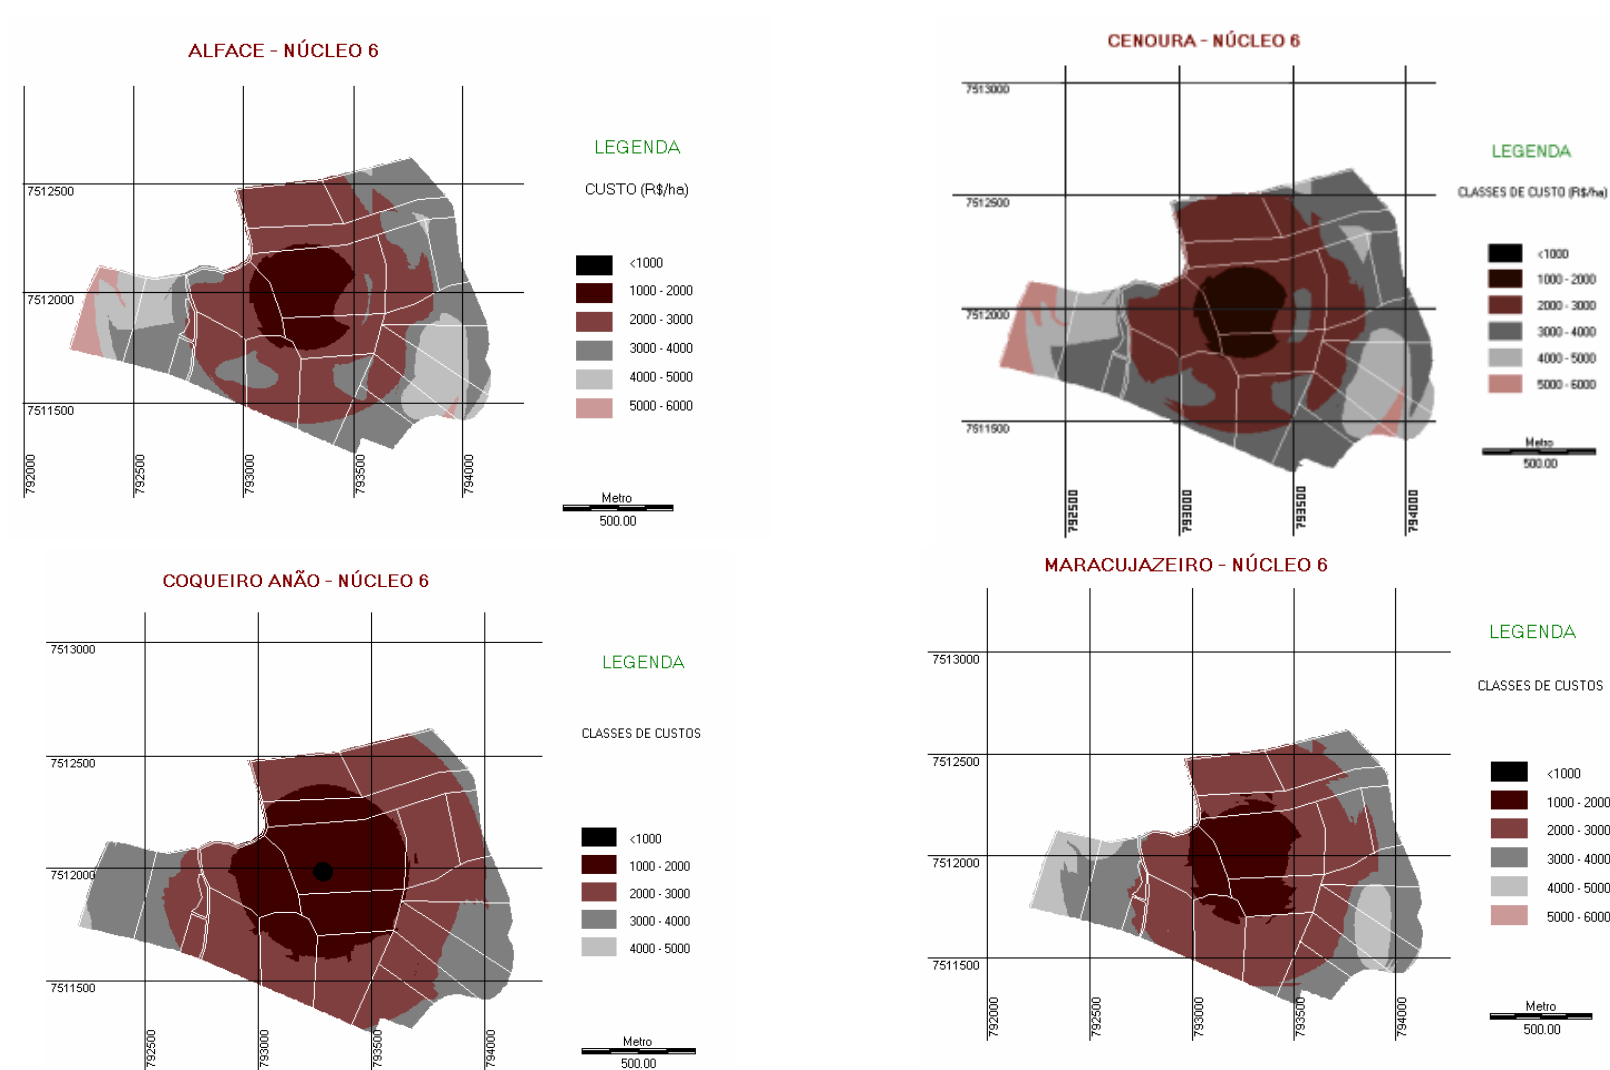 ALFACE - NÚCLEO 6
LEGENDA
CUSTO (R$/ha)
<1000
1000 - 2000
2000 - 3000
3000 - 4000
4000 - 5000
5000 - 6000
7512500
7512000
7511500
792000
792500
793000
793500
794000
Metro
500.00
CENOURA - NÚCLEO 6
LEGENDA
CLASSES DE CUSTO (R$/ha)
<1000
1000 - 2000
2000 - 3000
3000 - 4000
4000 - 5000
5000 - 6000
7513000
7512500
7512000
7511500
792500
793000
793500
794000
Metro
500.00
COQUEIRO ANÃO - NÚCLEO 6
LEGENDA
CLASSES DE CUSTOS
<1000
1000 - 2000
2000 - 3000
3000 - 4000
4000 - 5000
7513000
7512500
7512000
7511500
792500
793000
793500
794000
Metro
500.00
MARACUJAZEIRO - NÚCLEO 6
LEGENDA
CLASSES DE CUSTOS
<1000
1000 - 2000
2000 - 3000
3000 - 4000
4000 - 5000
5000 - 6000
7513000
7512500
7512000
7511500
792000
792500
793000
793500
794000
Metro
500.00